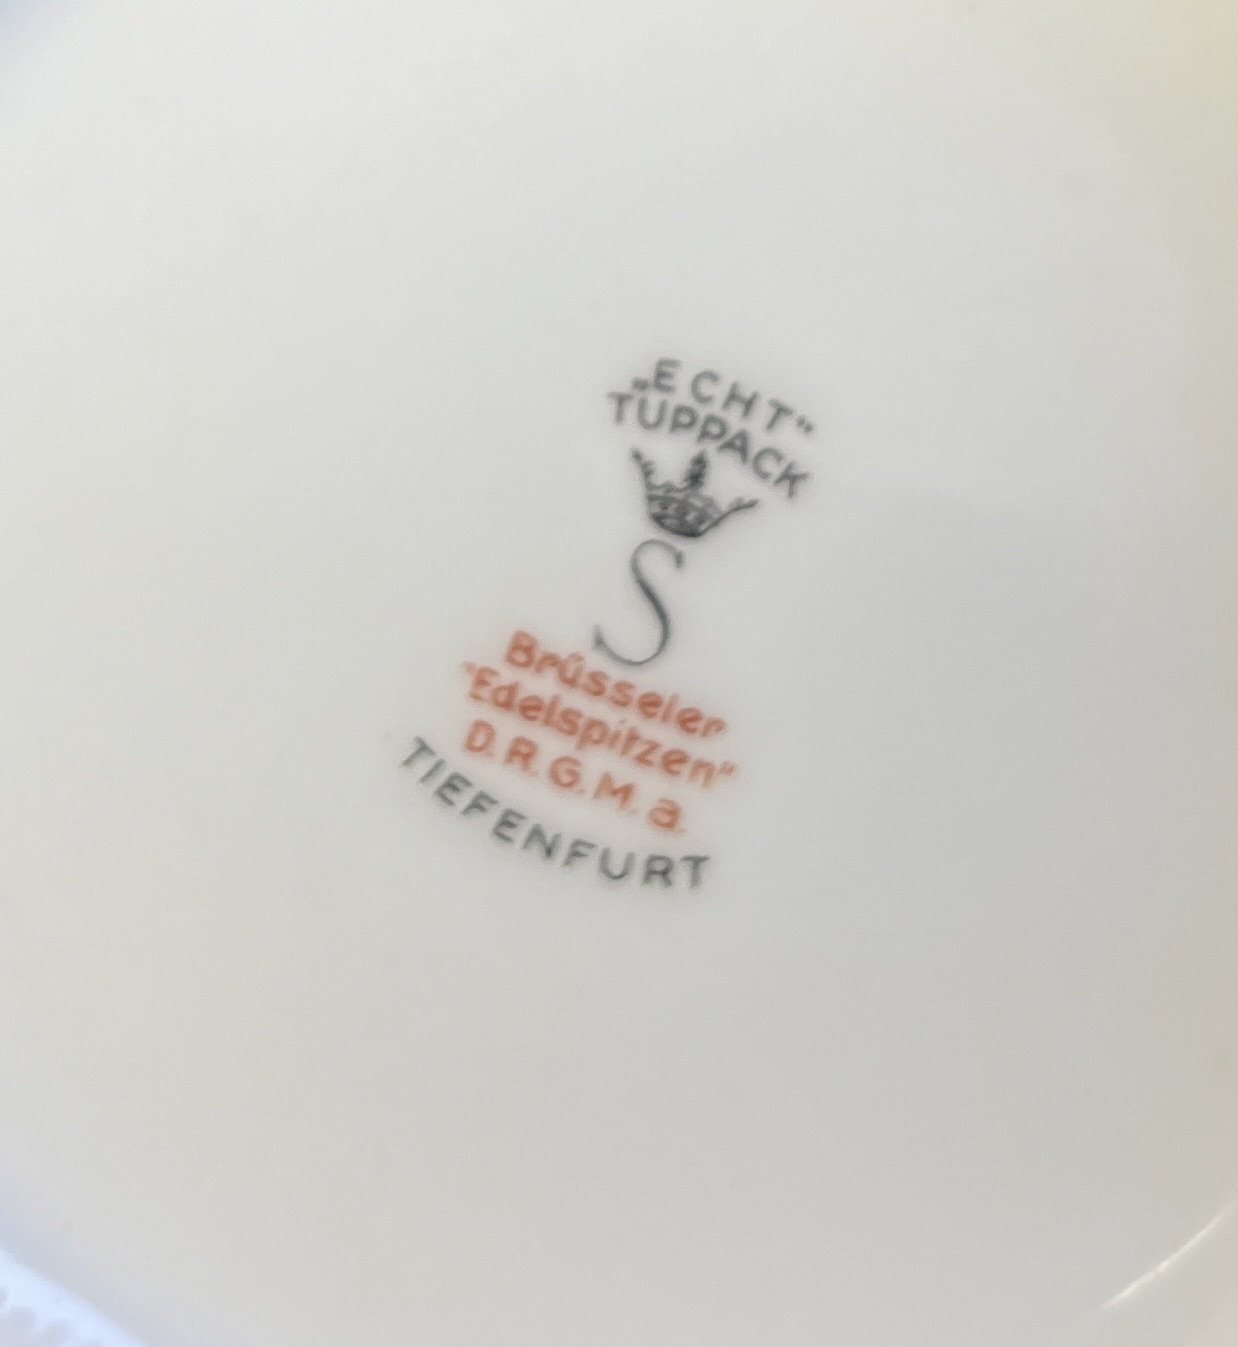 „ECHT"
TUPPACK
S
Brüsseler
"Edelspitzen"
D.R.G.M. a.
TIEFENFURT